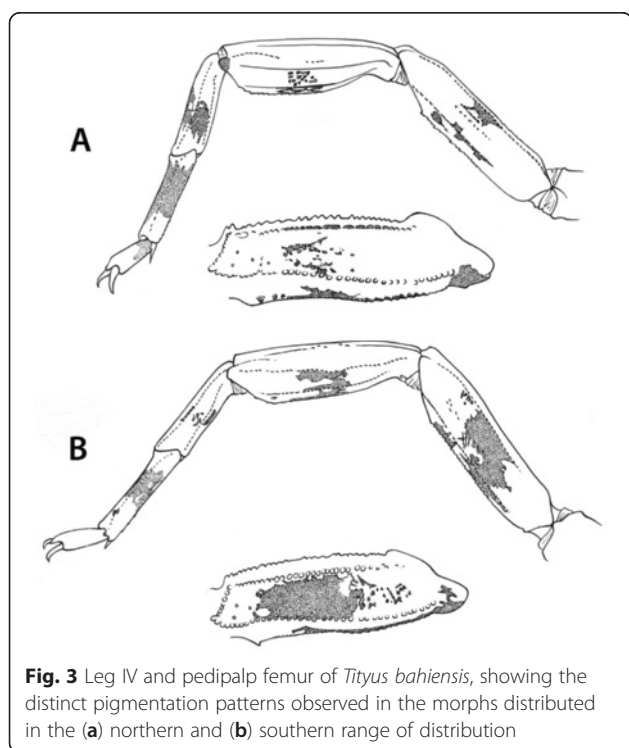 A
B
Fig. 3 Leg IV and pedipalp femur of Tityus bahiensis, showing the
distinct pigmentation patterns observed in the morphs distributed
in the (a) northern and (b) southern range of distribution